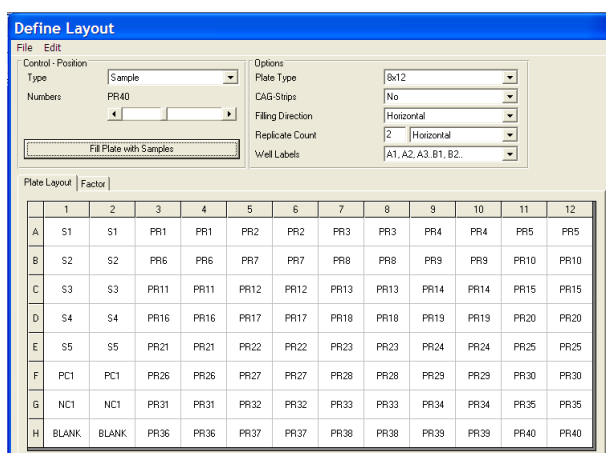 Define Layout
File Edit
Control - Position
Type Sample
Numbers PR40
Fill Plate with Samples
Options
Plate Type 8x12
CAG-Strips No
Filling Direction Horizontal
Replicate Count 2 Horizontal
Well Labels A1, A2, A3..B1, B2..
Plate Layout Factor
1 2 3 4 5 6 7 8 9 10 11 12
A S1 S1 PR1 PR1 PR2 PR2 PR3 PR3 PR4 PR4 PR5 PR5
B S2 S2 PR6 PR6 PR7 PR7 PR8 PR8 PR9 PR9 PR10 PR10
C S3 S3 PR11 PR11 PR12 PR12 PR13 PR13 PR14 PR14 PR15 PR15
D S4 S4 PR16 PR16 PR17 PR17 PR18 PR18 PR19 PR19 PR20 PR20
E S5 S5 PR21 PR21 PR22 PR22 PR23 PR23 PR24 PR24 PR25 PR25
F PC1 PC1 PR26 PR26 PR27 PR27 PR28 PR28 PR29 PR29 PR30 PR30
G NC1 NC1 PR31 PR31 PR32 PR32 PR33 PR33 PR34 PR34 PR35 PR35
H BLANK BLANK PR36 PR36 PR37 PR37 PR38 PR38 PR39 PR39 PR40 PR40